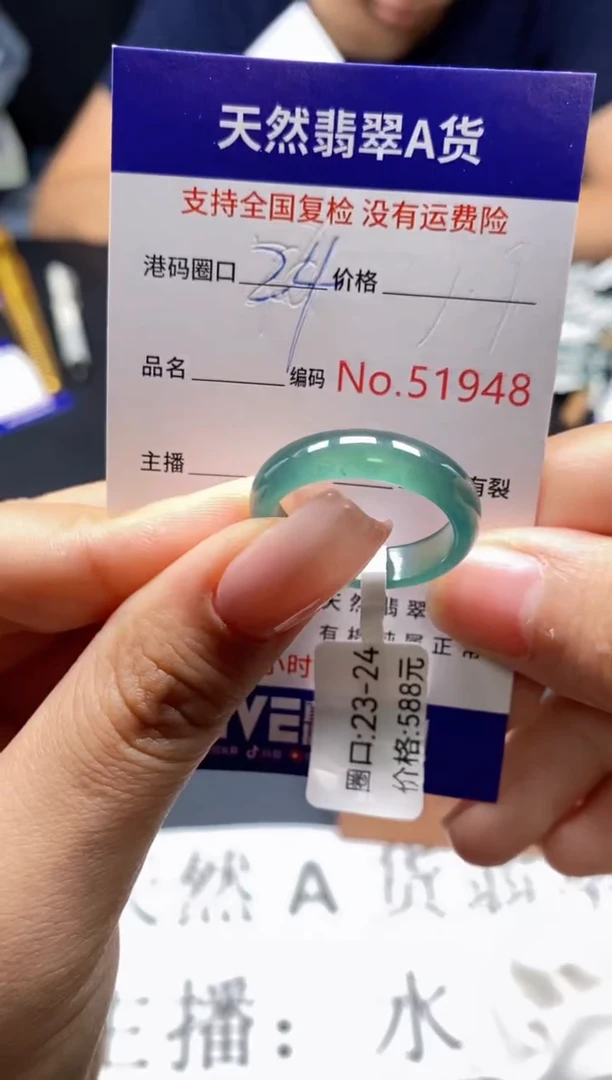 天然翡翠A货
支持全国复检 没有运费险
港码圈口 24 价格
品名 编码 No.51948
主播 有裂
天然翡翠
小时
圈口:23-24
价格:588元
然 A 货
主播：水